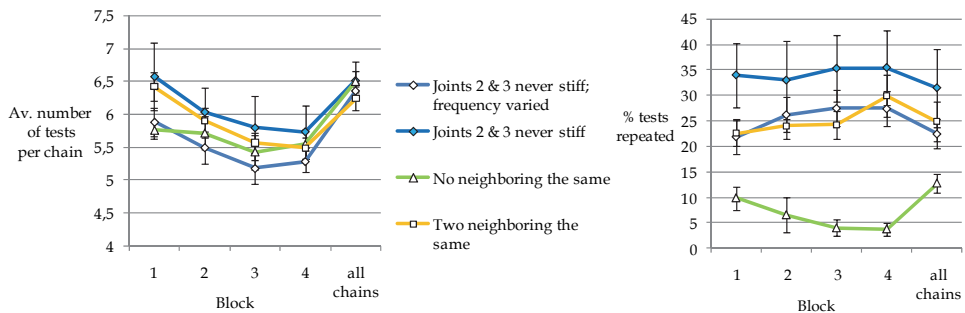 7,5
7
6,5
6
5,5
5
4,5
4
Av. number
of tests
per chain
1
2
3
4
all
chains
Block
Joints 2 & 3 never stiff;
frequency varied
Joints 2 & 3 never stiff
No neighboring the same
Two neighboring the
same
45
40
35
30
25
20
15
10
5
0
% tests
repeated
1
2
3
4
all
chains
Block